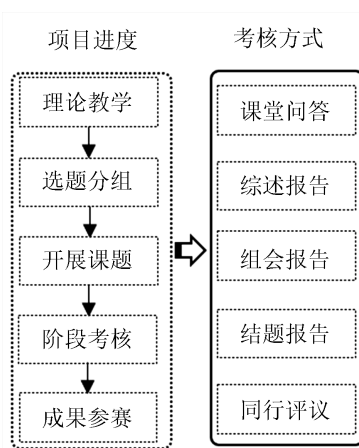 项目进度
理论教学
选题分组
开展课题
阶段考核
成果参赛
考核方式
课堂问答
综述报告
组会报告
结题报告
同行评议